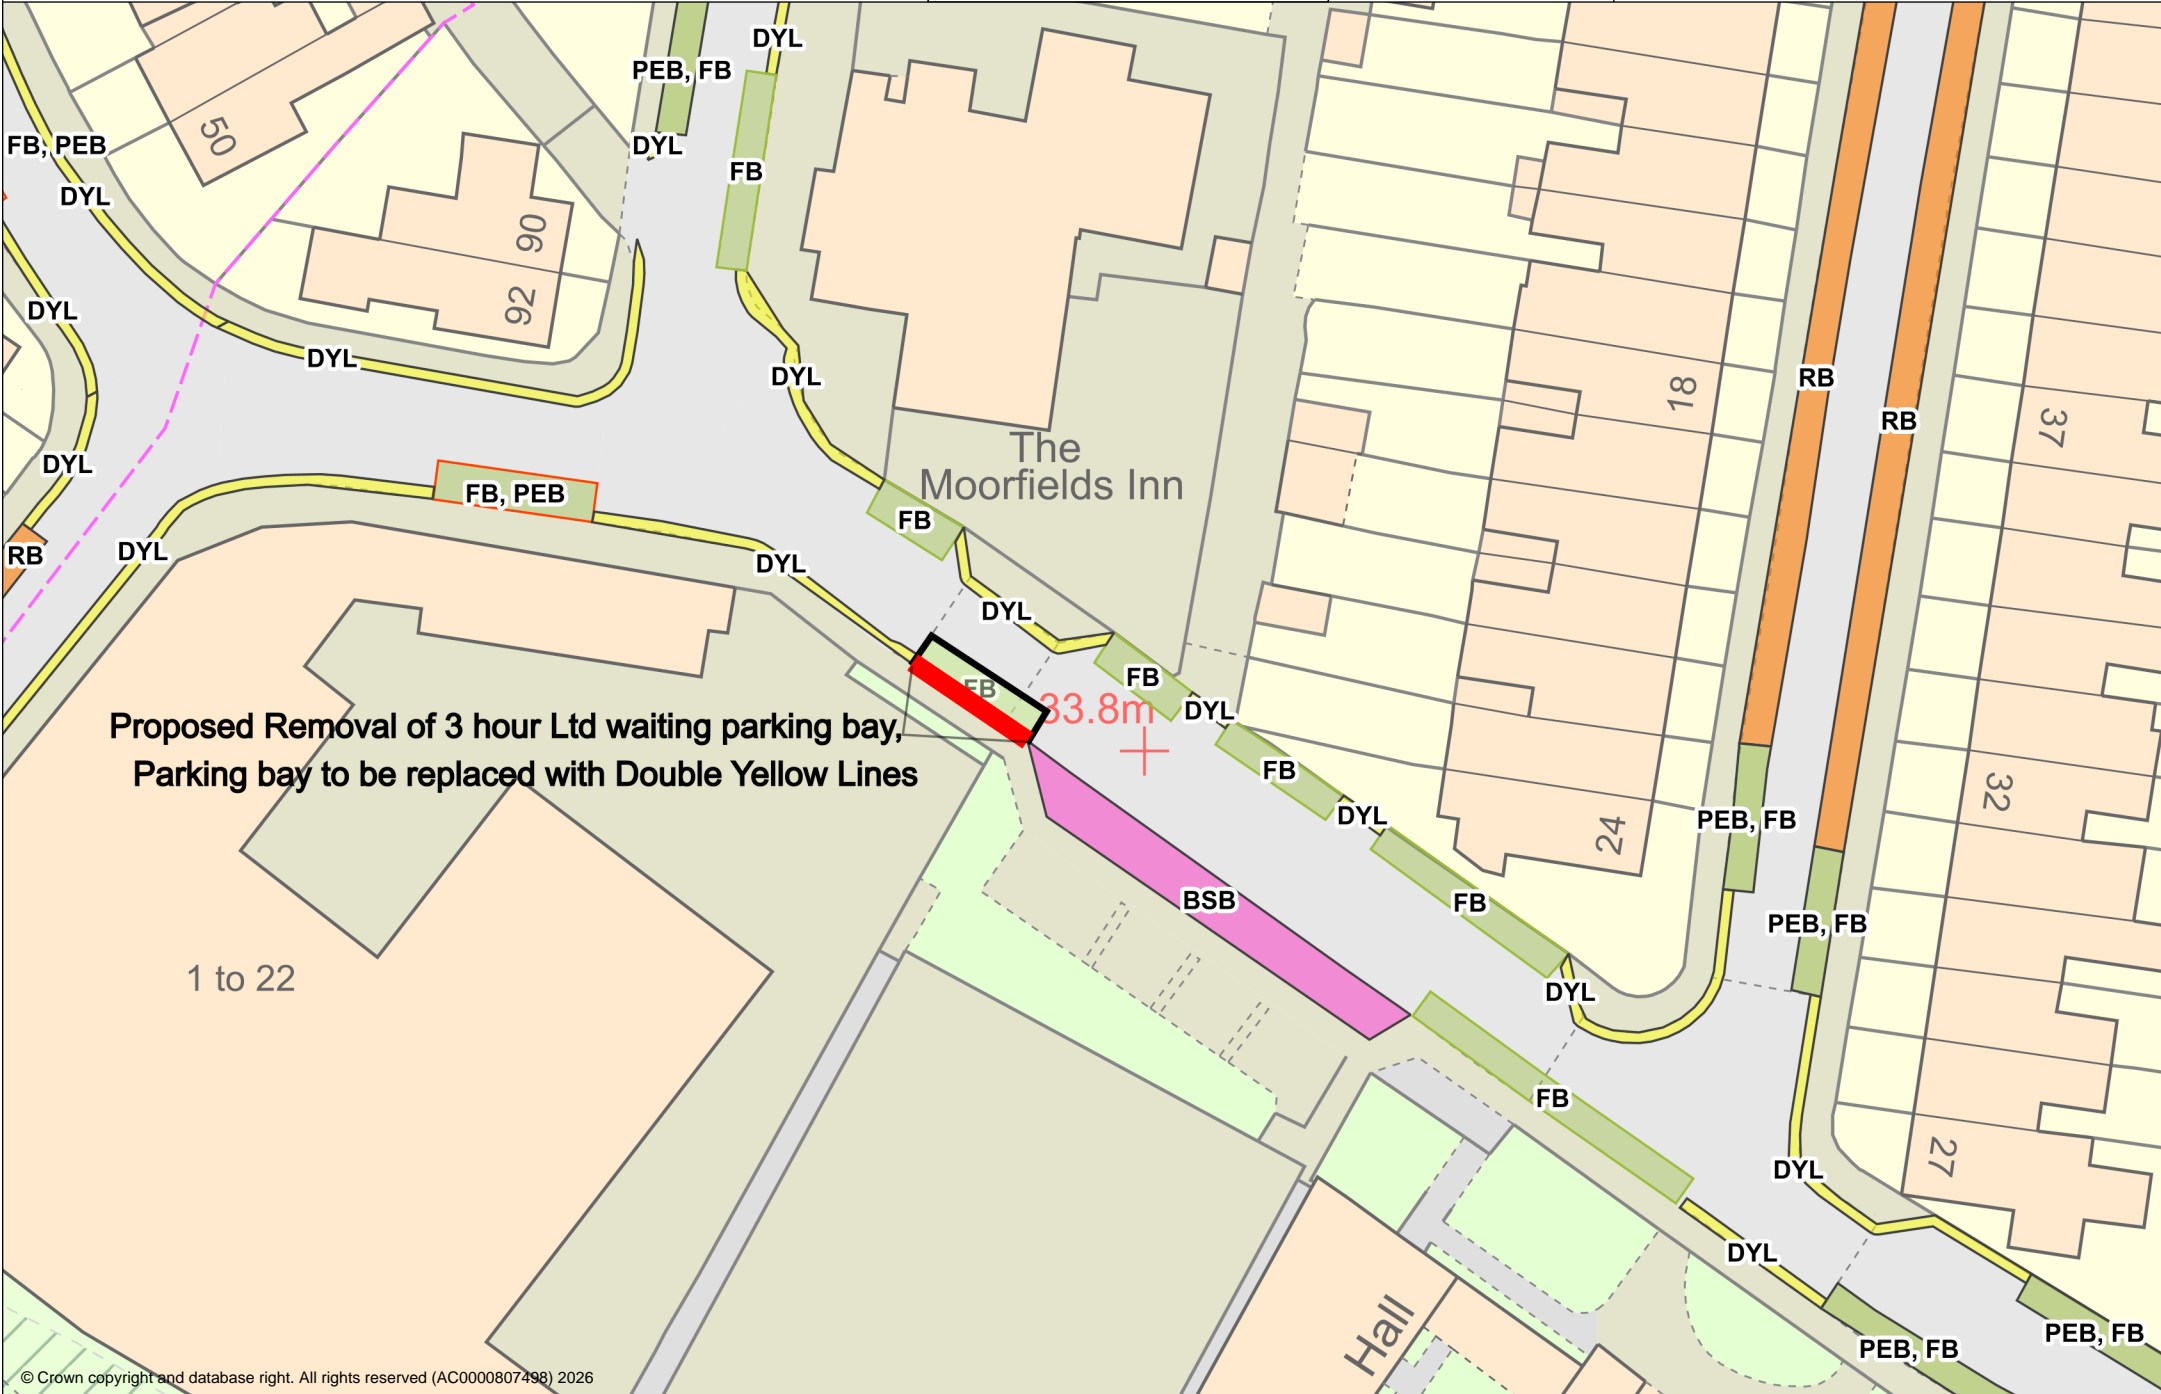 DYL
PEB, FB
50
FB, PEB
DYL
FB
DYL
90
92
DYL
DYL
DYL
18
RB
RB
37
The
Moorfields Inn
DYL
FB, PEB
FB
RB
DYL
DYL
DYL
FB
FB
33.8m
DYL
Proposed Removal of 3 hour Ltd waiting parking bay,
Parking bay to be replaced with Double Yellow Lines
FB
DYL
24
PEB, FB
32
BSB
FB
PEB, FB
1 to 22
DYL
FB
27
DYL
DYL
Hall
PEB, FB
PEB, FB
© Crown copyright and database right. All rights reserved (AC0000807498) 2026